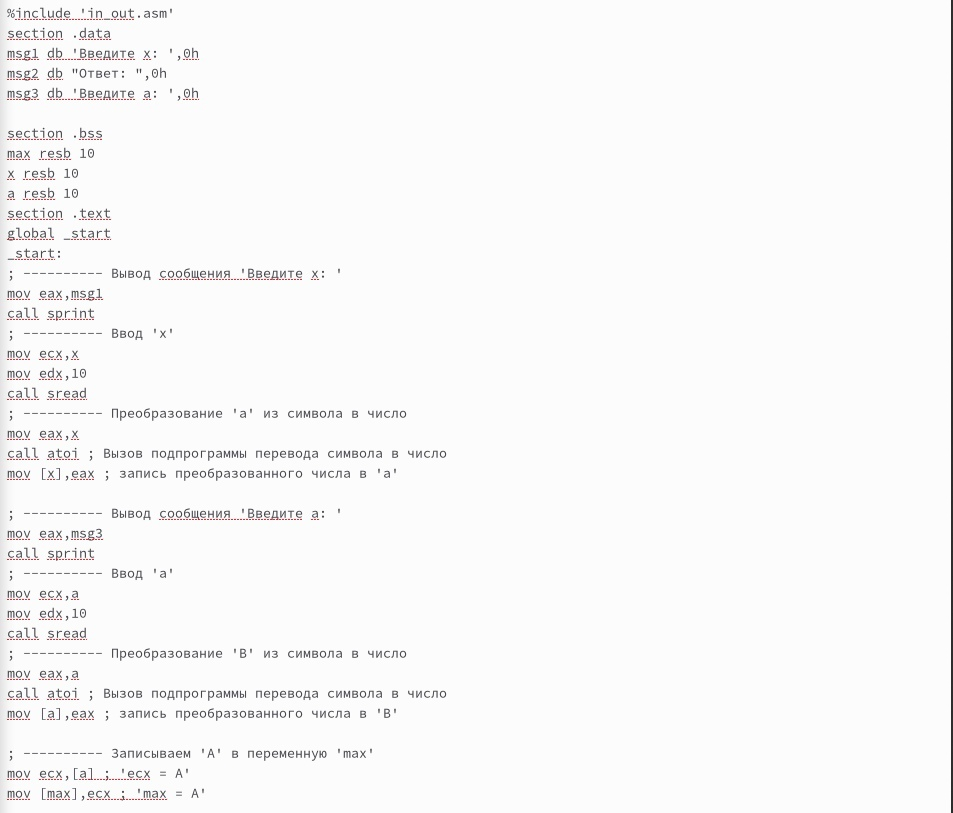 %include 'in_out.asm'
section .data
msg1 db 'Введите x: ',0h
msg2 db "Ответ: ",0h
msg3 db 'Введите a: ',0h
section .bss
max resb 10
x resb 10
a resb 10
section .text
global _start
_start:
; ---------- Вывод сообщения 'Введите x: '
mov eax,msg1
call sprint
; ---------- Ввод 'x'
mov ecx,x
mov edx,10
call sread
; ---------- Преобразование 'a' из символа в число
mov eax,x
call atoi ; Вызов подпрограммы перевода символа в число
mov [x],eax ; запись преобразованного числа в 'a'
; ---------- Вывод сообщения 'Введите a: '
mov eax,msg3
call sprint
; ---------- Ввод 'a'
mov ecx,a
mov edx,10
call sread
; ---------- Преобразование 'B' из символа в число
mov eax,a
call atoi ; Вызов подпрограммы перевода символа в число
mov [a],eax ; запись преобразованного числа в 'B'
; ---------- Записываем 'A' в переменную 'max'
mov ecx,[a] ; 'ecx = A'
mov [max],ecx ; 'max = A'